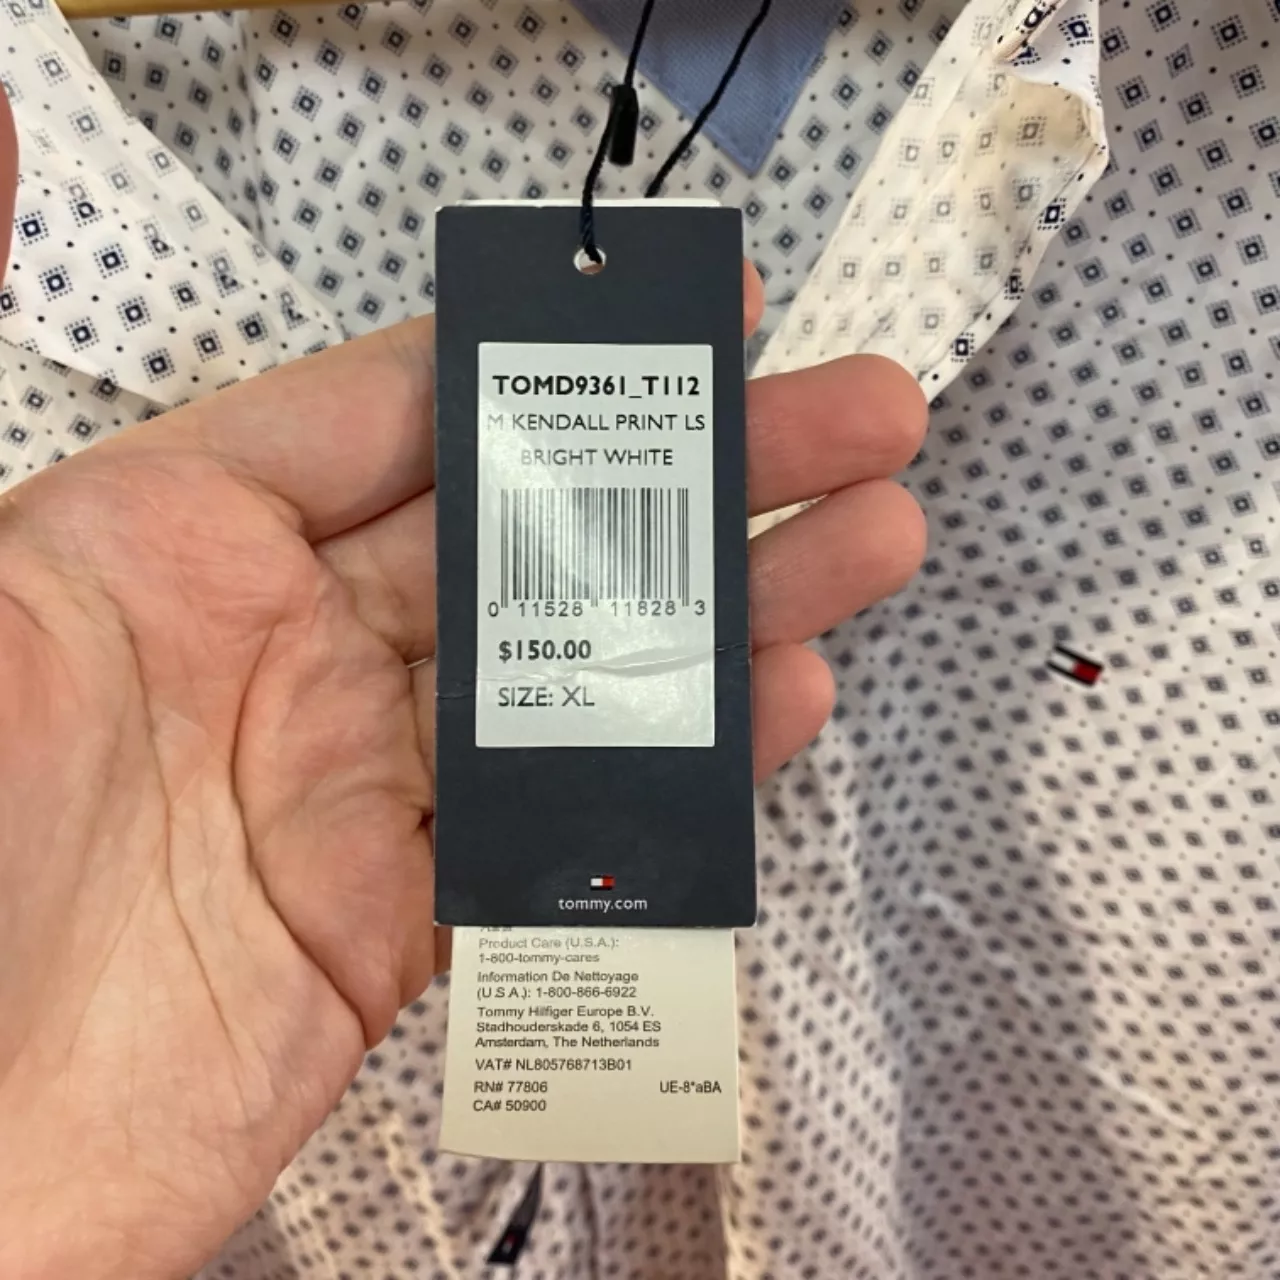 TOMD9361_T112
M KENDALL PRINT LS
BRIGHT WHITE
0 11528 11828 3
$150.00
SIZE: XL
tommy.com
Product Care (U.S.A.):
1-800-tommy-cares
Information De Nettoyage
(U.S.A.): 1-800-866-6922
Tommy Hilfiger Europe B.V.
Stadhouderskade 6, 1054 ES
Amsterdam, The Netherlands
VAT# NL805768713B01
RN# 77806 UE-8*aBA
CA# 50900